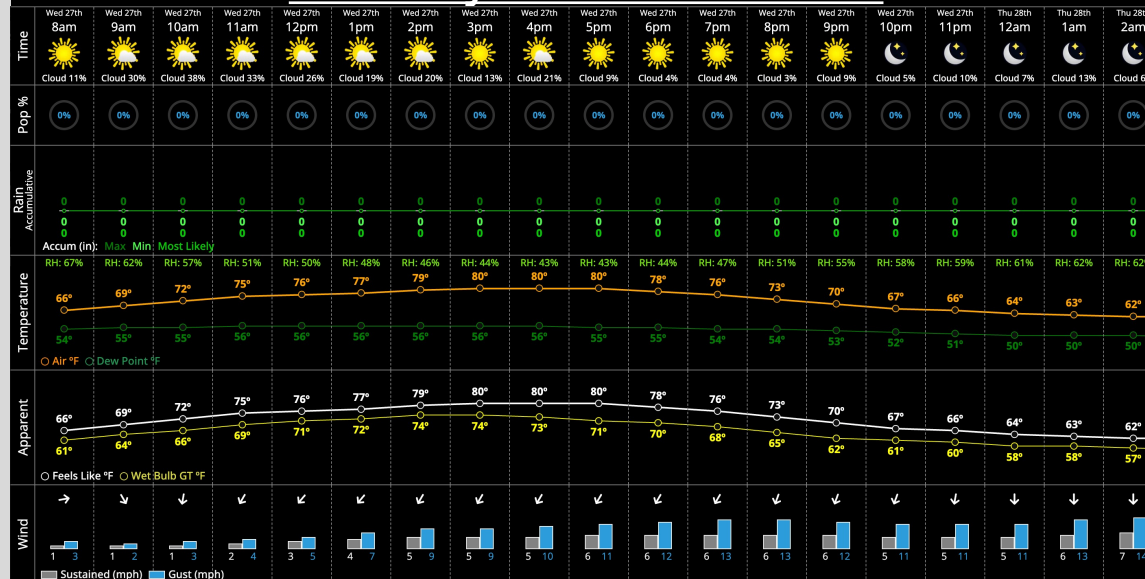 Wed 27th Wed 27th Wed 27th Wed 27th Wed 27th Wed 27th Wed 27th Wed 27th Wed 27th Wed 27th Wed 27th Wed 27th Wed 27th Wed 27th Wed 27th Wed 27th Thu 28th Thu 28th Thu 28
8am 9am 10am 11am 12pm 1pm 2pm 3pm 4pm 5pm 6pm 7pm 8pm 9pm 10pm 11pm 12am 1am 2am
Time
Cloud 11% Cloud 30% Cloud 38% Cloud 33% Cloud 26% Cloud 19% Cloud 20% Cloud 13% Cloud 21% Cloud 9% Cloud 4% Cloud 4% Cloud 3% Cloud 9% Cloud 5% Cloud 10% Cloud 7% Cloud 13% Cloud 6
Pop %
0% 0% 0% 0% 0% 0% 0% 0% 0% 0% 0% 0% 0% 0% 0% 0% 0% 0% 0%
Rain
Accumulative
0 0 0 0 0 0 0 0 0 0 0 0 0 0 0 0 0 0 0
0 0 0 0 0 0 0 0 0 0 0 0 0 0 0 0 0 0 0
0 0 0 0 0 0 0 0 0 0 0 0 0 0 0 0 0 0 0
Accum (in): Max Min Most Likely
RH: 67% RH: 62% RH: 57% RH: 51% RH: 50% RH: 48% RH: 46% RH: 44% RH: 43% RH: 43% RH: 44% RH: 47% RH: 51% RH: 55% RH: 58% RH: 59% RH: 61% RH: 62% RH: 62
Temperature
66° 69° 72° 75° 76° 77° 79° 80° 80° 80° 78° 76° 73° 70° 67° 66° 64° 63° 62°
54° 55° 55° 56° 56° 56° 56° 56° 56° 55° 55° 54° 54° 53° 52° 51° 50° 50° 50°
Air °F Dew Point °F
Apparent
66° 69° 72° 75° 76° 77° 79° 80° 80° 80° 78° 76° 73° 70° 67° 66° 64° 63° 62°
61° 64° 66° 69° 71° 72° 74° 74° 73° 71° 70° 68° 65° 62° 61° 60° 58° 58° 57°
Feels Like °F Wet Bulb GT °F
Wind
1 3 1 2 1 3 2 4 3 5 4 7 5 9 5 9 5 10 6 11 6 12 6 13 6 13 6 12 5 11 5 11 5 11 6 13 7 14
Sustained (mph) Gust (mph)